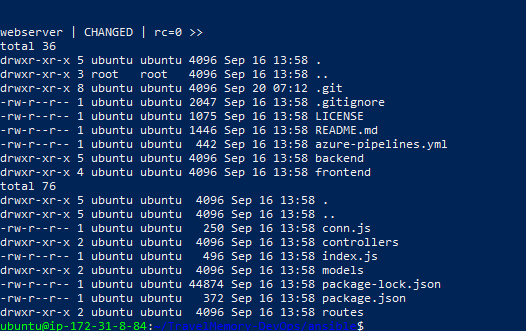 webserver | CHANGED | rc=0 >>
total 36
drwxr-xr-x 5 ubuntu ubuntu 4096 Sep 16 13:58 .
drwxr-xr-x 3 root   root   4096 Sep 16 13:58 ..
drwxr-xr-x 8 ubuntu ubuntu 4096 Sep 20 07:12 .git
-rw-r--r-- 1 ubuntu ubuntu 2047 Sep 16 13:58 .gitignore
-rw-r--r-- 1 ubuntu ubuntu 1075 Sep 16 13:58 LICENSE
-rw-r--r-- 1 ubuntu ubuntu 1446 Sep 16 13:58 README.md
-rw-r--r-- 1 ubuntu ubuntu  442 Sep 16 13:58 azure-pipelines.yml
drwxr-xr-x 5 ubuntu ubuntu 4096 Sep 16 13:58 backend
drwxr-xr-x 4 ubuntu ubuntu 4096 Sep 16 13:58 frontend
total 76
drwxr-xr-x 5 ubuntu ubuntu  4096 Sep 16 13:58 .
drwxr-xr-x 5 ubuntu ubuntu  4096 Sep 16 13:58 ..
-rw-r--r-- 1 ubuntu ubuntu   250 Sep 16 13:58 conn.js
drwxr-xr-x 2 ubuntu ubuntu  4096 Sep 16 13:58 controllers
-rw-r--r-- 1 ubuntu ubuntu   496 Sep 16 13:58 index.js
drwxr-xr-x 2 ubuntu ubuntu  4096 Sep 16 13:58 models
-rw-r--r-- 1 ubuntu ubuntu 44874 Sep 16 13:58 package-lock.json
-rw-r--r-- 1 ubuntu ubuntu   372 Sep 16 13:58 package.json
drwxr-xr-x 2 ubuntu ubuntu  4096 Sep 16 13:58 routes
ubuntu@ip-172-31-8-84:$